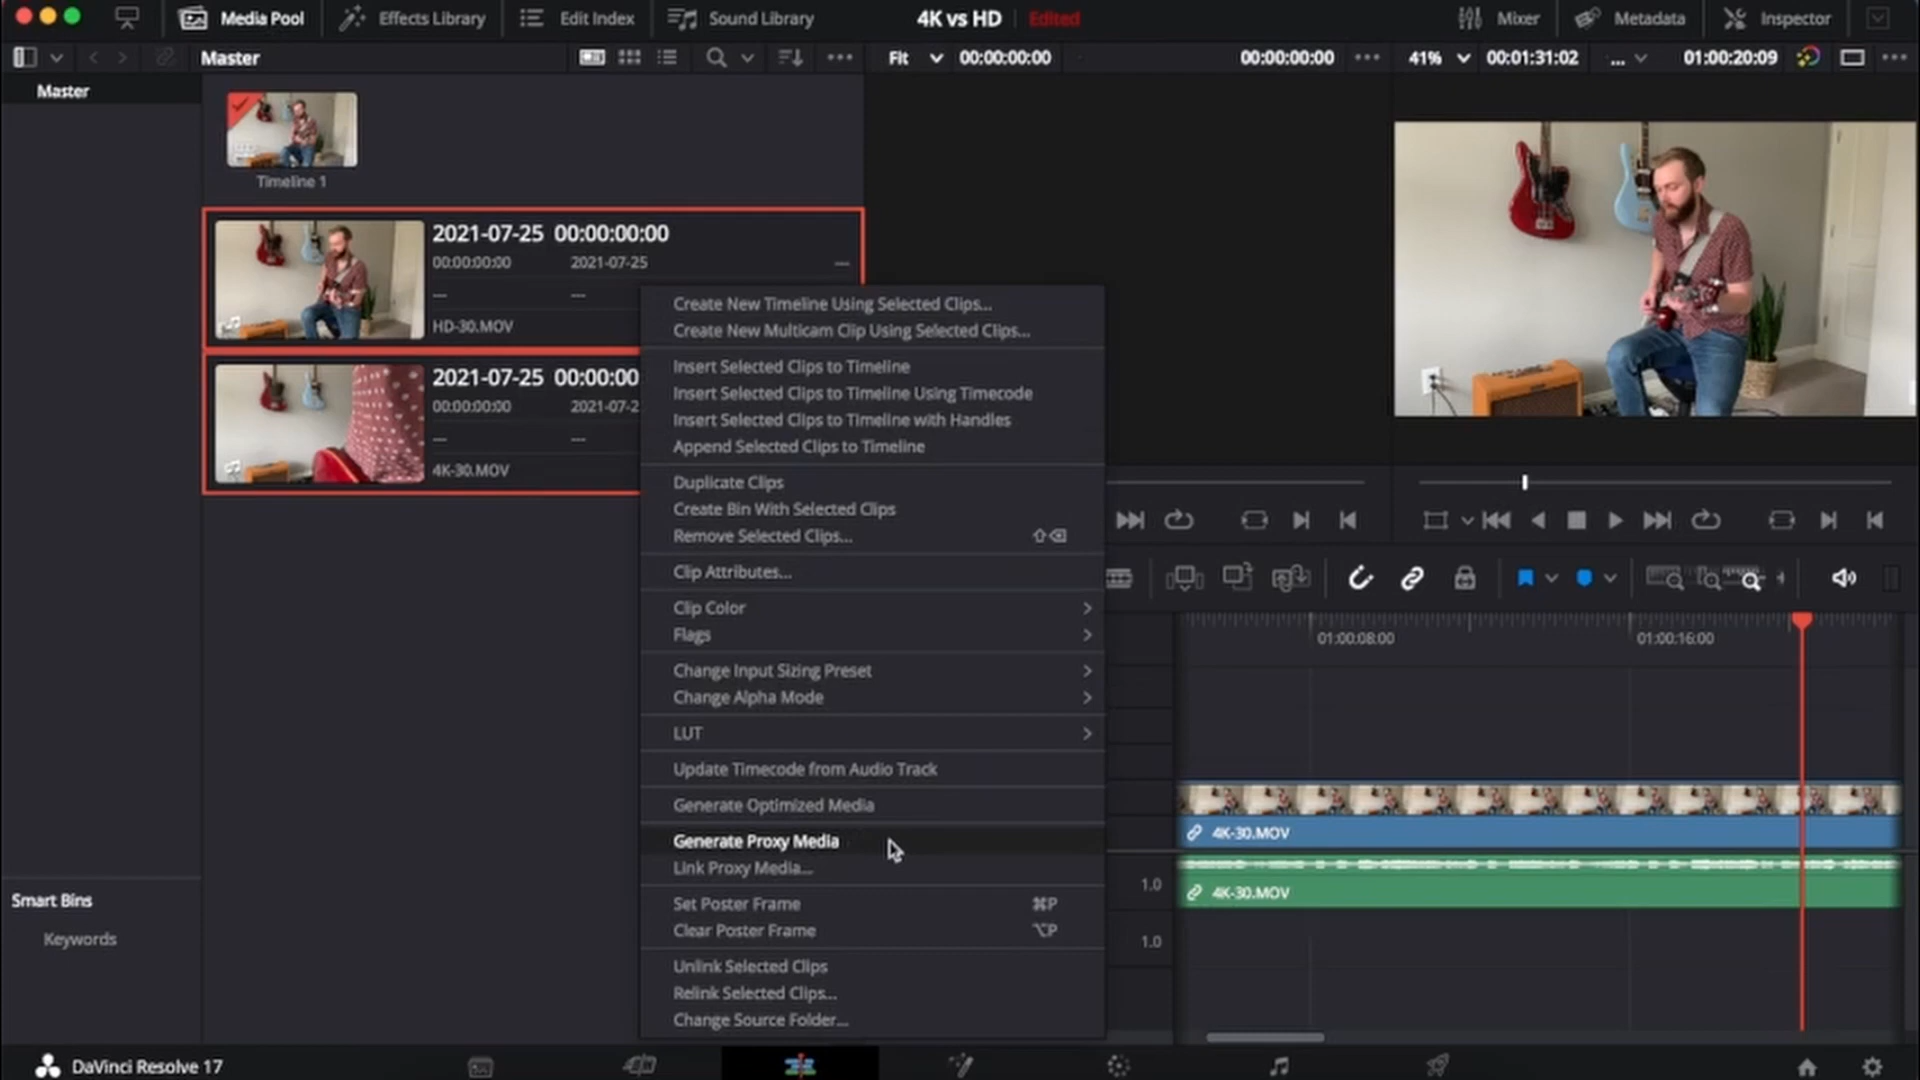 Media Pool
Effects Library
Edit Index
Sound Library
4K vs HD
Edited
Mixer
Metadata
Inspector
Master
Fit
00:00:00:00
00:00:00:00
41%
00:01:31:02
01:00:20:09
Master
Timeline 1
2021-07-25 00:00:00:00
00:00:00:00 2021-07-25
HD-30.MOV
2021-07-25 00:00:00
00:00:00:00 2021-07-2
4K-30.MOV
Create New Timeline Using Selected Clips...
Create New Multicam Clip Using Selected Clips...
Insert Selected Clips to Timeline
Insert Selected Clips to Timeline Using Timecode
Insert Selected Clips to Timeline with Handles
Append Selected Clips to Timeline
Duplicate Clips
Create Bin With Selected Clips
Remove Selected Clips... ⇧⌫
Clip Attributes...
Clip Color
Flags
Change Input Sizing Preset
Change Alpha Mode
LUT
Update Timecode from Audio Track
Generate Optimized Media
Generate Proxy Media
Link Proxy Media...
Set Poster Frame ⌘P
Clear Poster Frame ⌥P
Unlink Selected Clips
Relink Selected Clips...
Change Source Folder...
01:00:08:00
01:00:16:00
4K-30.MOV
1.0
4K-30.MOV
1.0
Smart Bins
Keywords
DaVinci Resolve 17